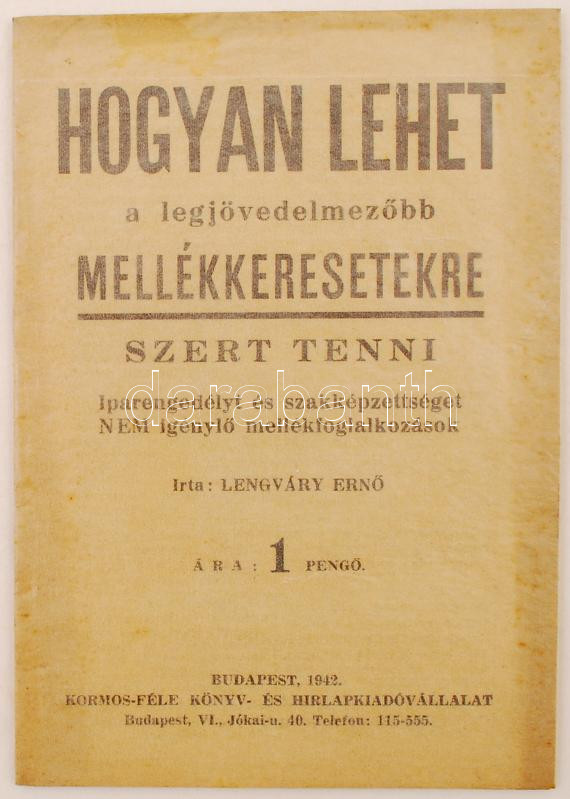 HOGYAN LEHET
a legjövedelmezőbb
MELLÉKKERESETEKRE
SZERT TENNI
darabanth
Iparengedélyt és szakképzettséget
NEM igénylő mellékfoglalkozások
Irta: LENGVÁRY ERNŐ
ÁRA: 1 PENGŐ.
BUDAPEST, 1942.
KORMOS-FÉLE KÖNYV- ÉS HIRLAPKIADÓVÁLLALAT
Budapest, VI., Jókai-u. 40. Telefon: 115-555.